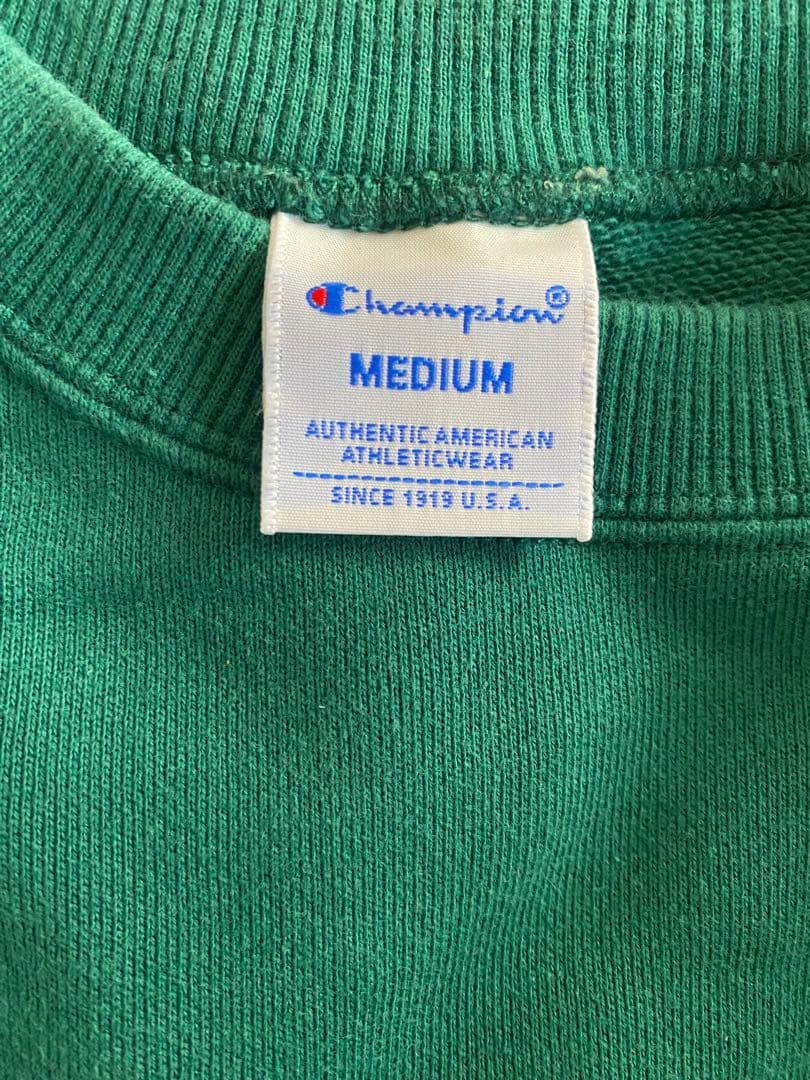 Champion®
MEDIUM
AUTHENTIC AMERICAN
ATHLETICWEAR
SINCE 1919 U.S.A.